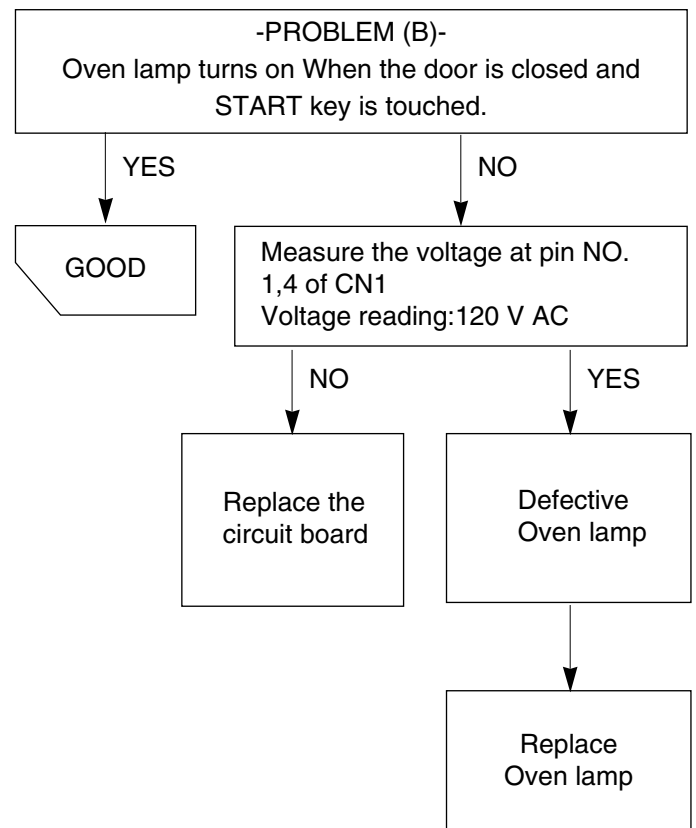 -PROBLEM (B)-
Oven lamp turns on When the door is closed and
START key is touched.
YES
NO
GOOD
Measure the voltage at pin NO.
1,4 of CN1
Voltage reading:120 V AC
NO
YES
Replace the
circuit board
Defective
Oven lamp
Replace
Oven lamp